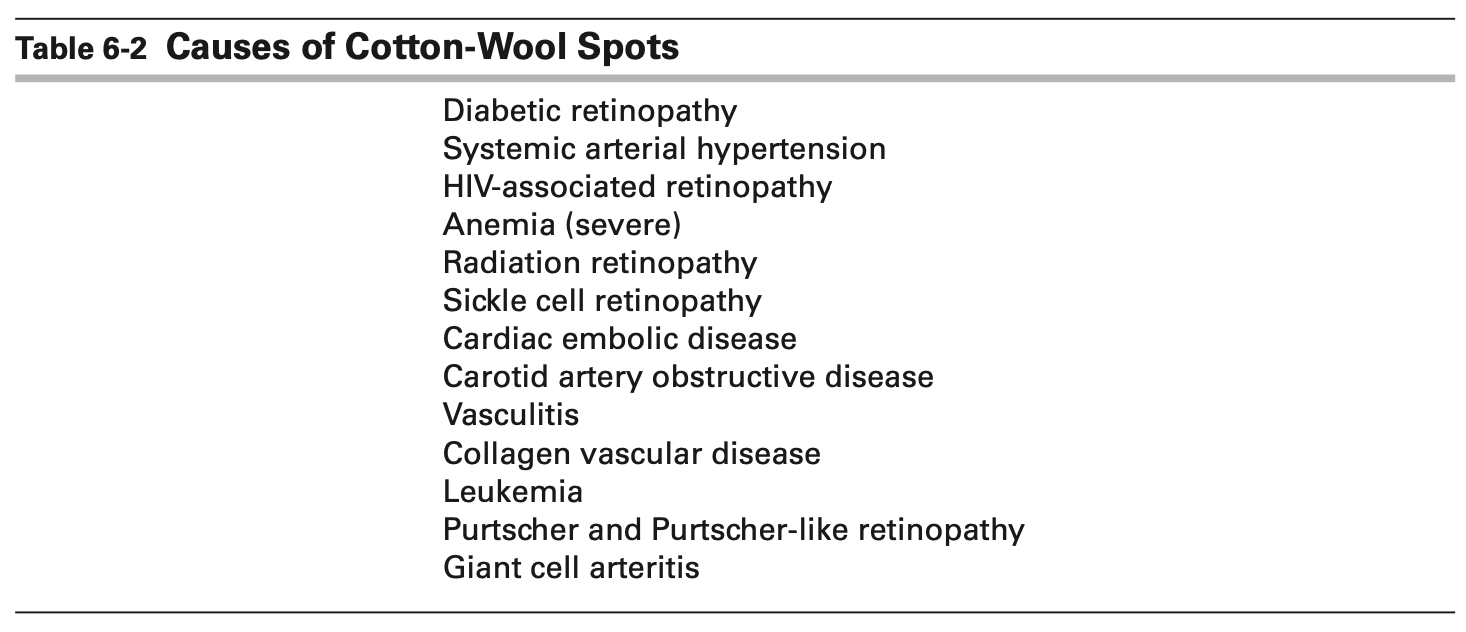 Table 6-2 Causes of Cotton-Wool Spots
Diabetic retinopathy
Systemic arterial hypertension
HIV-associated retinopathy
Anemia (severe)
Radiation retinopathy
Sickle cell retinopathy
Cardiac embolic disease
Carotid artery obstructive disease
Vasculitis
Collagen vascular disease
Leukemia
Purtscher and Purtscher-like retinopathy
Giant cell arteritis